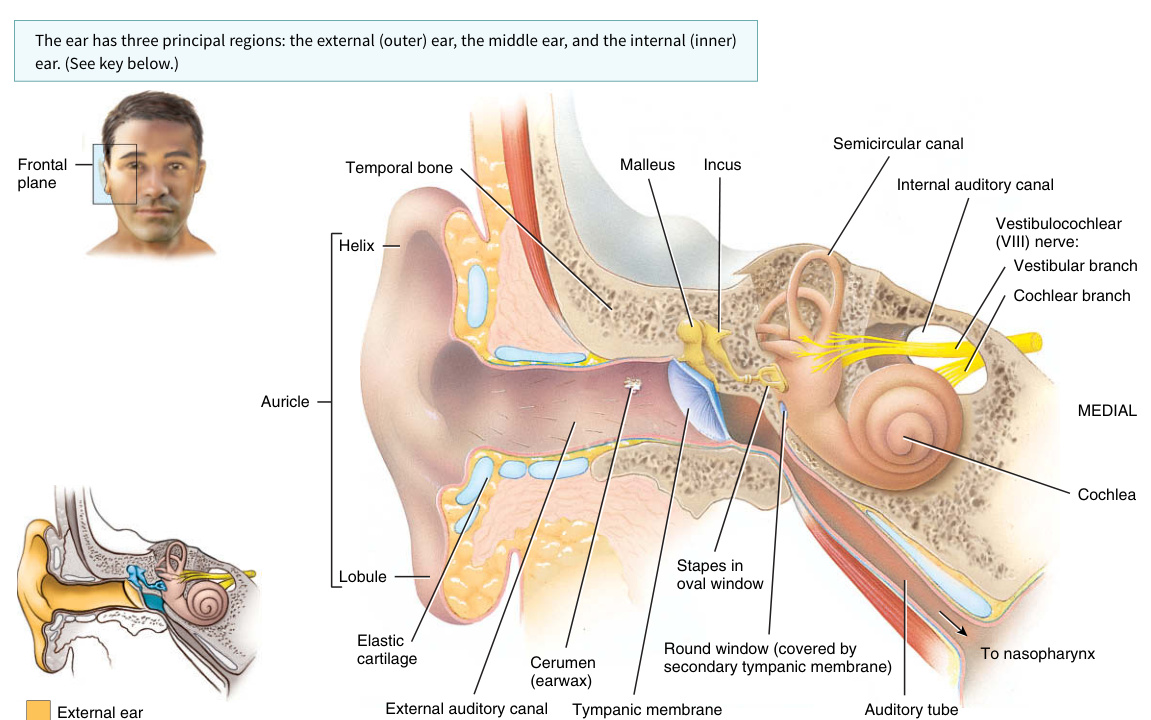 The ear has three principal regions: the external (outer) ear, the middle ear, and the internal (inner)
ear. (See key below.)
Frontal
plane
Temporal bone
Malleus
Incus
Semicircular canal
Internal auditory canal
Vestibulocochlear
(VIII) nerve:
Vestibular branch
Cochlear branch
Helix
Auricle
MEDIAL
Cochlea
Lobule
Stapes in
oval window
Elastic
cartilage
Cerumen
(earwax)
Round window (covered by
secondary tympanic membrane)
To nasopharynx
External auditory canal
Tympanic membrane
Auditory tube
External ear